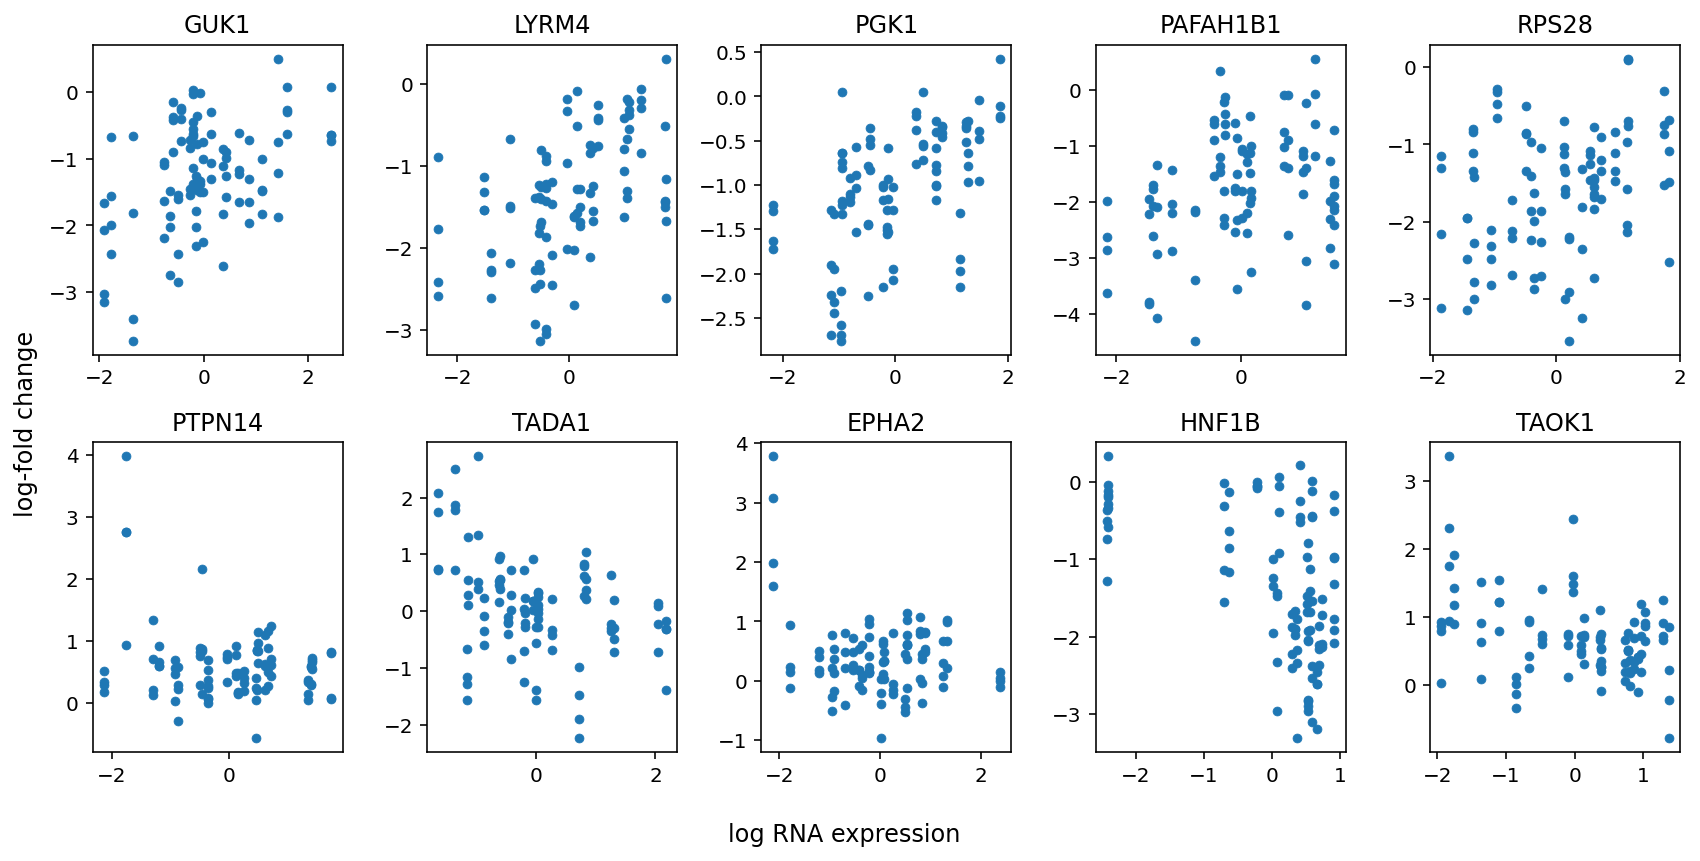 GUK1 LYRM4 PGK1 PAFAH1B1 RPS28
0 −1 −2 −3
−2 0 2
0 −1 −2 −3
−2 0
0.5 0.0 −0.5 −1.0 −1.5 −2.0 −2.5
−2 0 2
0 −1 −2 −3 −4
−2 0
0 −1 −2 −3
−2 0 2
log-fold change
PTPN14 TADA1 EPHA2 HNF1B TAOK1
4 3 2 1 0
−2 0
2 1 0 −1 −2
0 2
4 3 2 1 0 −1
−2 0 2
0 −1 −2 −3
−2 −1 0 1
3 2 1 0
−2 −1 0 1
log RNA expression